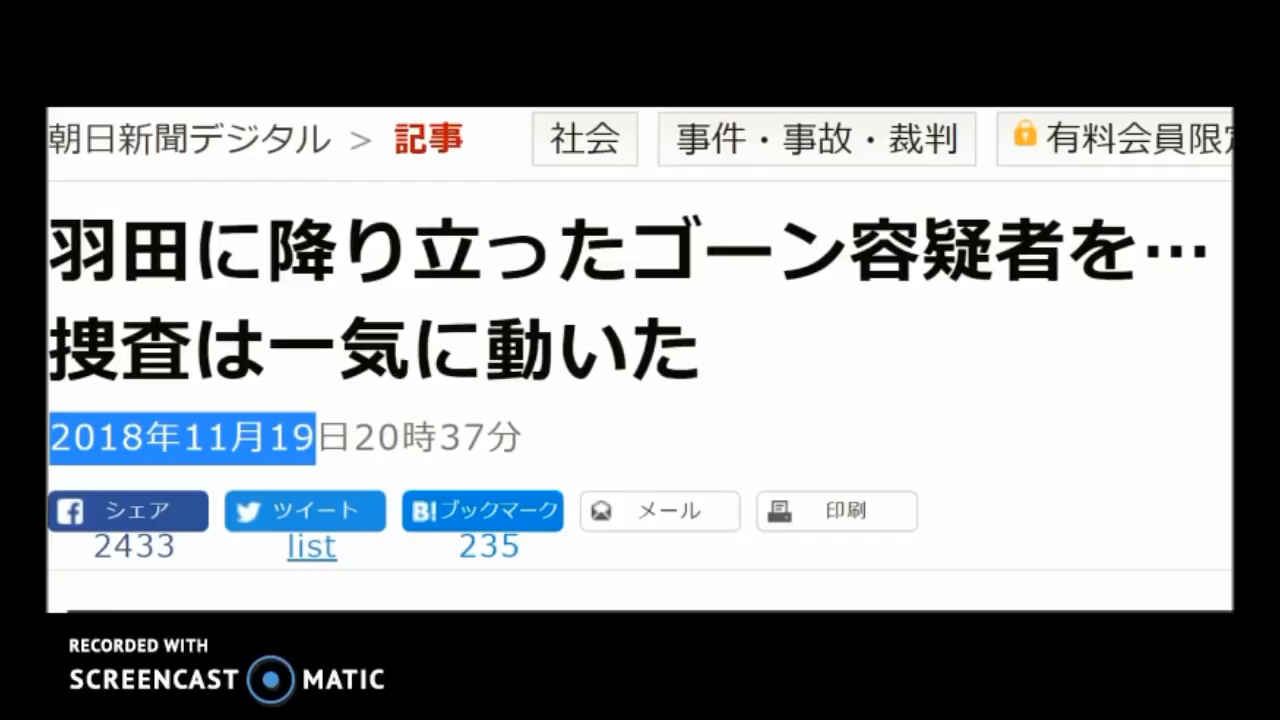 朝日新聞デジタル > 記事 社会 事件・事故・裁判 有料会員限定
羽田に降り立ったゴーン容疑者を…
捜査は一気に動いた
2018年11月19日20時37分
シェア ツイート B!ブックマーク メール 印刷
2433 list 235
RECORDED WITH
SCREENCAST MATIC